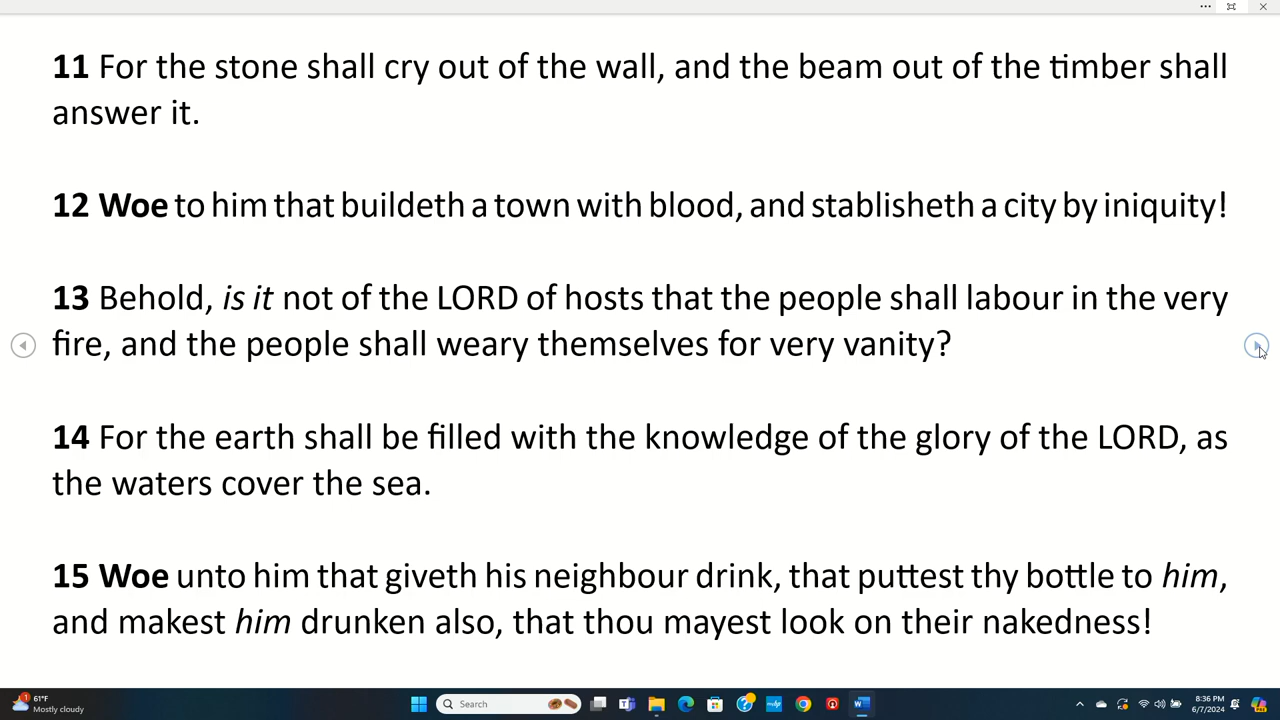 11 For the stone shall cry out of the wall, and the beam out of the timber shall
answer it.
12 Woe to him that buildeth a town with blood, and stablisheth a city by iniquity!
13 Behold, is it not of the LORD of hosts that the people shall labour in the very
fire, and the people shall weary themselves for very vanity?
14 For the earth shall be filled with the knowledge of the glory of the LORD, as
the waters cover the sea.
15 Woe unto him that giveth his neighbour drink, that puttest thy bottle to him,
and makest him drunken also, that thou mayest look on their nakedness!
1
61°F
Mostly cloudy
Search
8:36 PM
6/7/2024